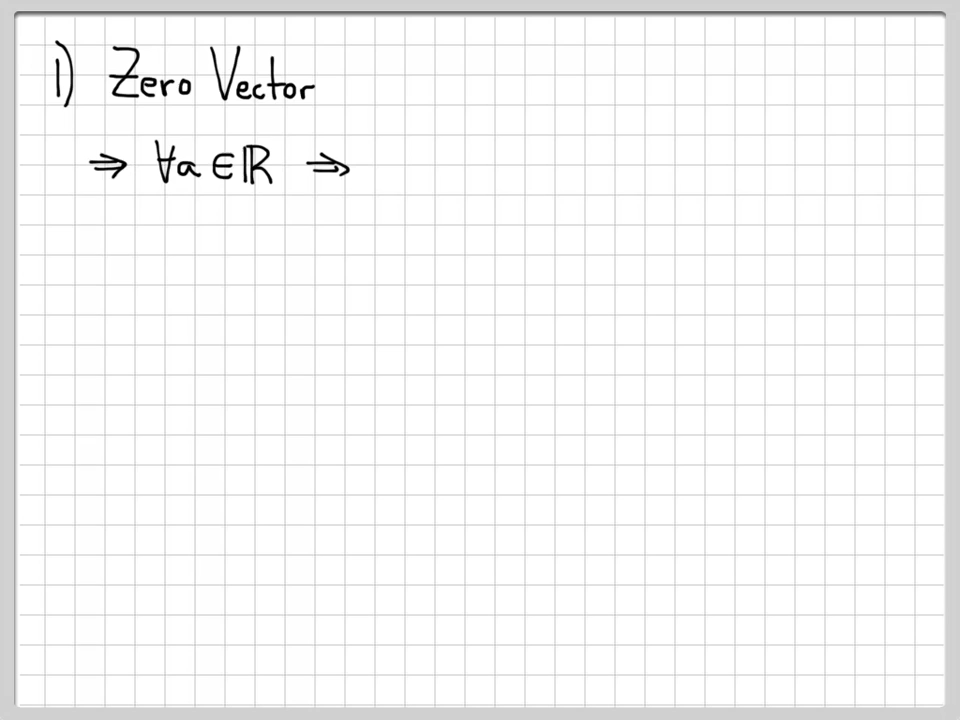 1) Zero Vector
⇒ ∀a ∈ ℝ ⇒